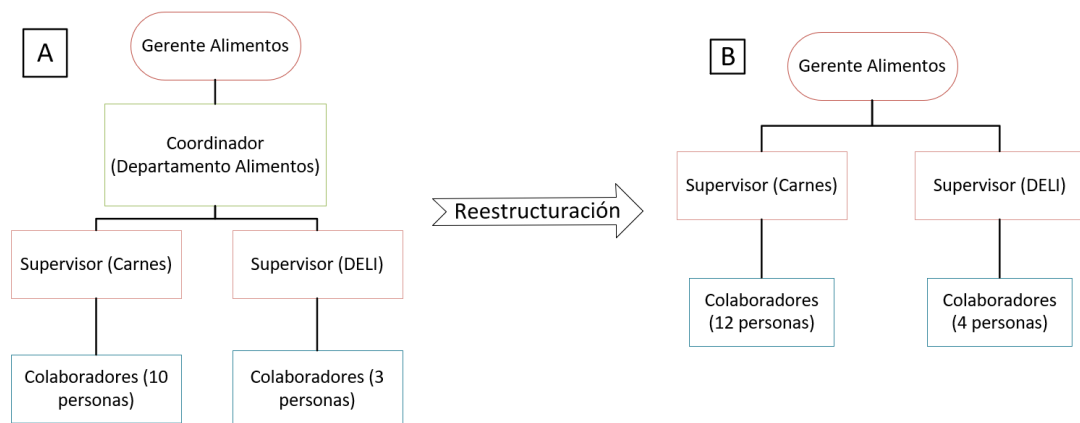 A
Gerente Alimentos
Coordinador
(Departamento Alimentos)
Supervisor (Carnes)
Supervisor (DELI)
Colaboradores (10
personas)
Colaboradores (3
personas)
Reestructuración
B
Gerente Alimentos
Supervisor (Carnes)
Supervisor (DELI)
Colaboradores
(12 personas)
Colaboradores
(4 personas)